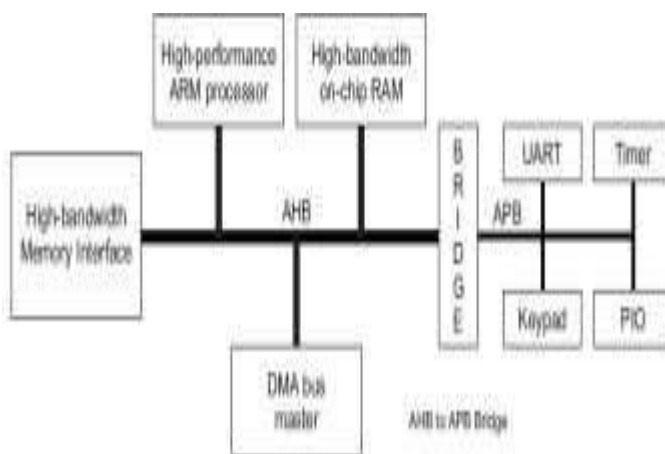 High-performance
ARM processor
High-bandwidth
on-chip RAM
High-bandwidth
Memory Interface
AHB
B
R
I
D
G
E
APB
UART
Timer
Keypad
PIO
DMA bus
master
AHB to APB Bridge